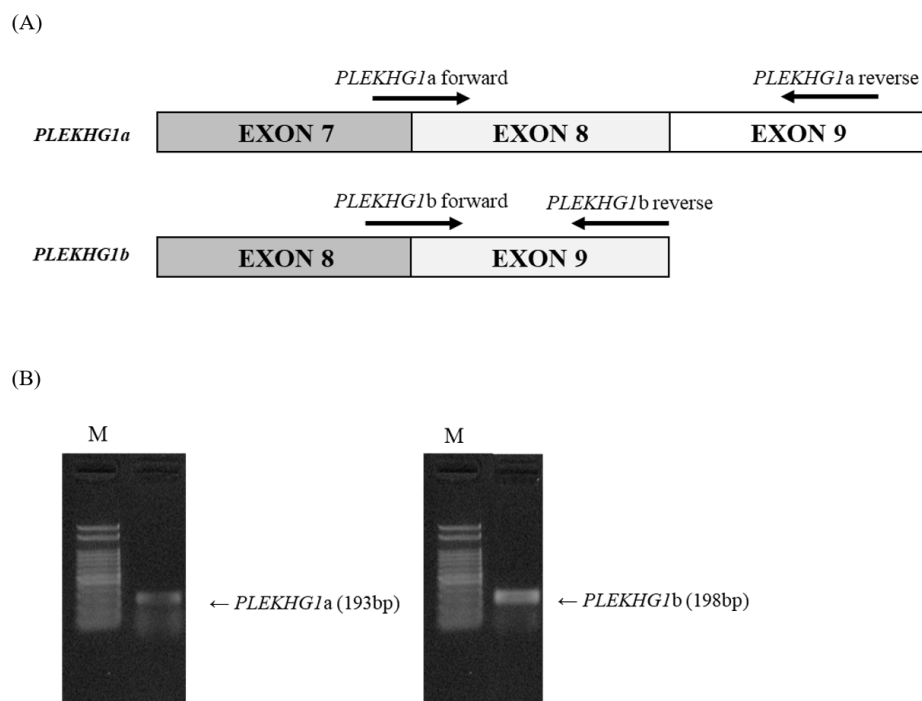 (A)
PLEKHG1a forward
PLEKHG1a reverse
PLEKHG1a
EXON 7
EXON 8
EXON 9
PLEKHG1b forward
PLEKHG1b reverse
PLEKHG1b
EXON 8
EXON 9
(B)
M
M
← PLEKHG1a (193bp)
← PLEKHG1b (198bp)